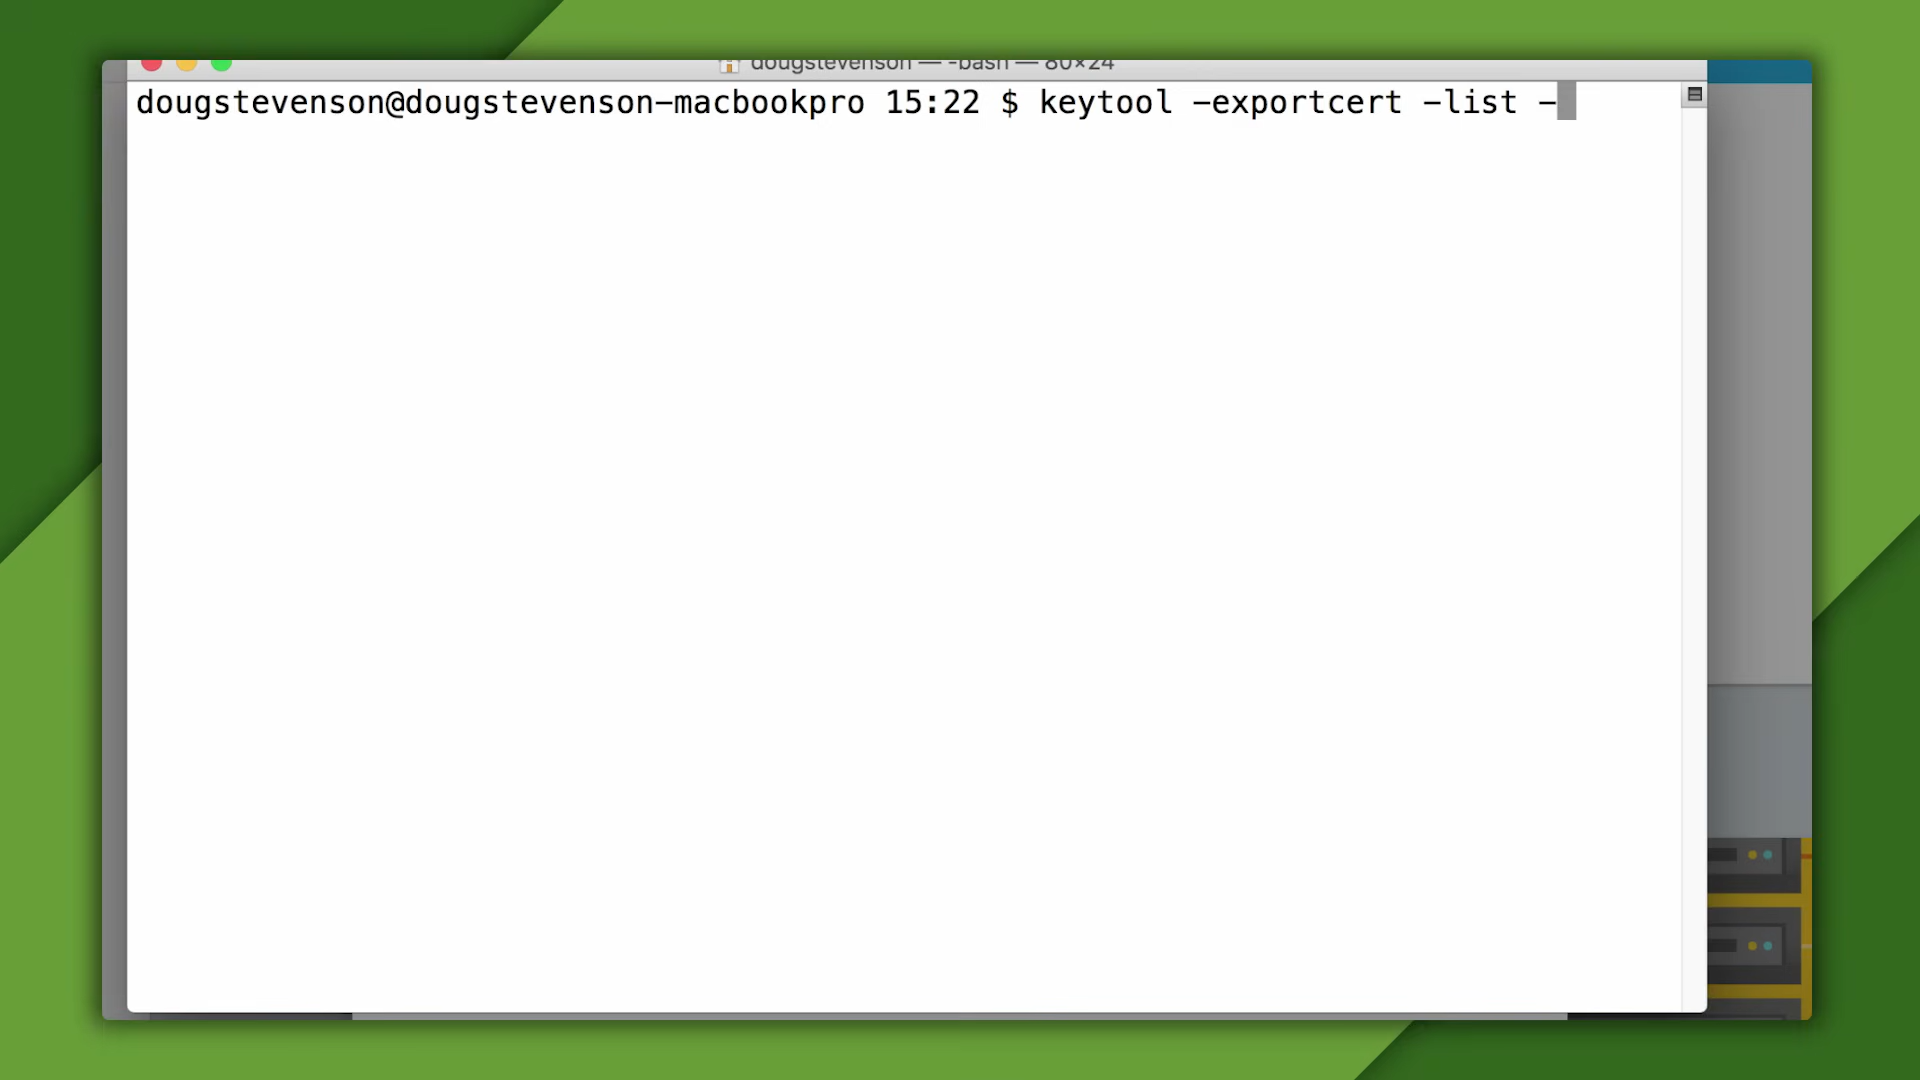 dougstevenson — -bash — 80×24
dougstevenson@dougstevenson-macbookpro 15:22 $ keytool -exportcert -list -